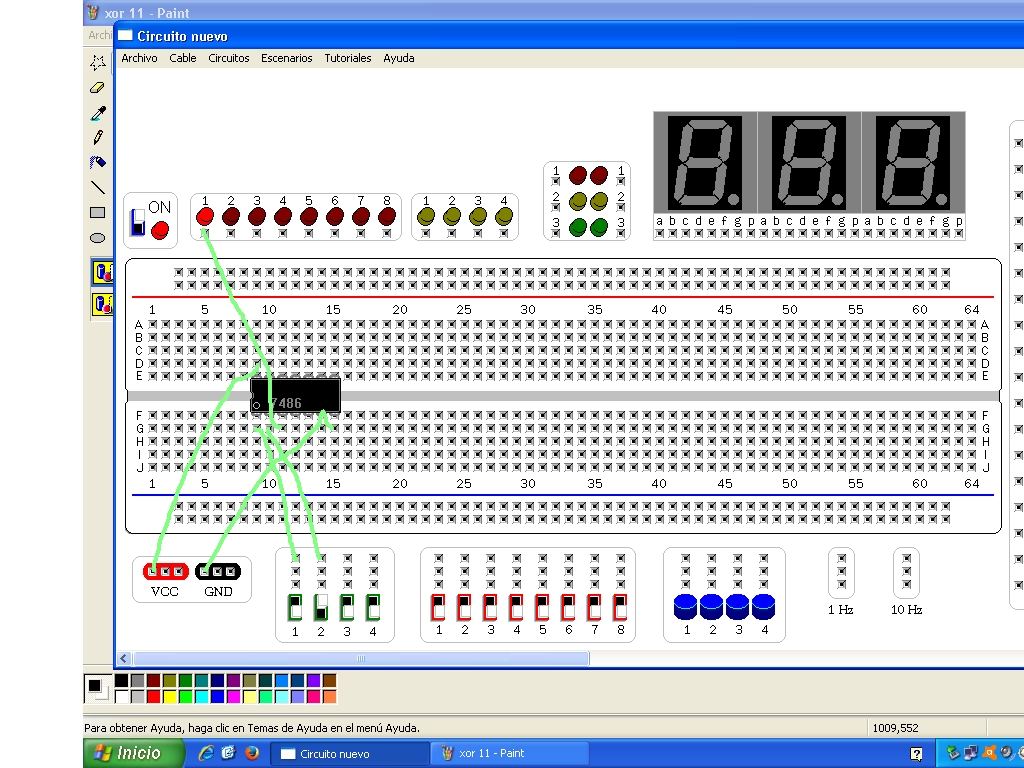 xor 11 - Paint
Archi
Circuito nuevo
Archivo Cable Circuitos Escenarios Tutoriales Ayuda
ON
1 2 3 4 5 6 7 8
1 2 3 4
1 1
2 2
3 3
a b c d e f g p a b c d e f g p a b c d e f g p
1 5 10 15 20 25 30 35 40 45 50 55 60 64
A A
B B
C C
D D
E E
7486
F F
G G
H H
I I
J J
1 5 10 15 20 25 30 35 40 45 50 55 60 64
VCC GND
1 2 3 4
1 2 3 4 5 6 7 8
1 2 3 4
1 Hz
10 Hz
Para obtener Ayuda, haga clic en Temas de Ayuda en el menú Ayuda.
1009,552
Inicio
Circuito nuevo
xor 11 - Paint